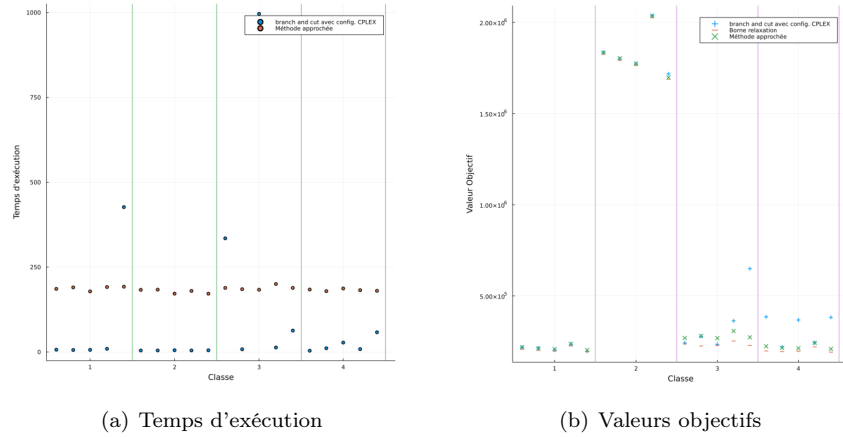 1000
750
500
250
0
Temps d'exécution
branch and cut avec config. CPLEX
Méthode approchée
1
2
3
4
Classe
(a) Temps d'exécution
2.00×10⁶
1.50×10⁶
1.00×10⁶
5.00×10⁵
Valeur Objectif
branch and cut avec config. CPLEX
Borne relaxation
Méthode approchée
1
2
3
4
Classe
(b) Valeurs objectifs